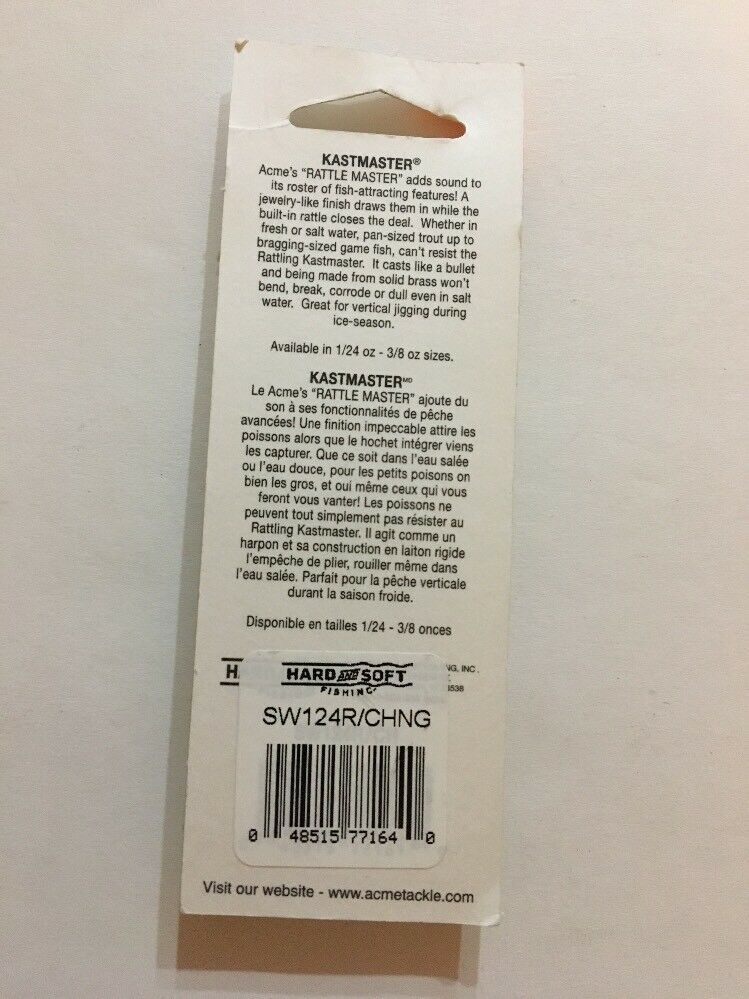 KASTMASTER®
Acme's "RATTLE MASTER" adds sound to
its roster of fish-attracting features! A
jewelry-like finish draws them in while the
built-in rattle closes the deal. Whether in
fresh or salt water, pan-sized trout up to
bragging-sized game fish, can't resist the
Rattling Kastmaster. It casts like a bullet
and being made from solid brass won't
bend, break, corrode or dull even in salt
water. Great for vertical jigging during
ice-season.
Available in 1/24 oz - 3/8 oz sizes.
KASTMASTER MD
Le Acme's "RATTLE MASTER" ajoute du
son à ses fonctionnalités de pêche
avancées! Une finition impeccable attire les
poissons alors que le hochet intégrer viens
les capturer. Que ce soit dans l'eau salée
ou l'eau douce, pour les petits poisons on
bien les gros, et oui même ceux qui vous
feront vous vanter! Les poissons ne
peuvent tout simplement pas résister au
Rattling Kastmaster. Il agit comme un
harpon et sa construction en laiton rigide
l'empêche de plier, rouiller même dans
l'eau salée. Parfait pour la pêche verticale
durant la saison froide.
Disponible en tailles 1/24 - 3/8 onces
H
NG, INC.
538
HARD AND SOFT
FISHING
SW124R/CHNG
0 48515 77164 0
Visit our website - www.acmetackle.com